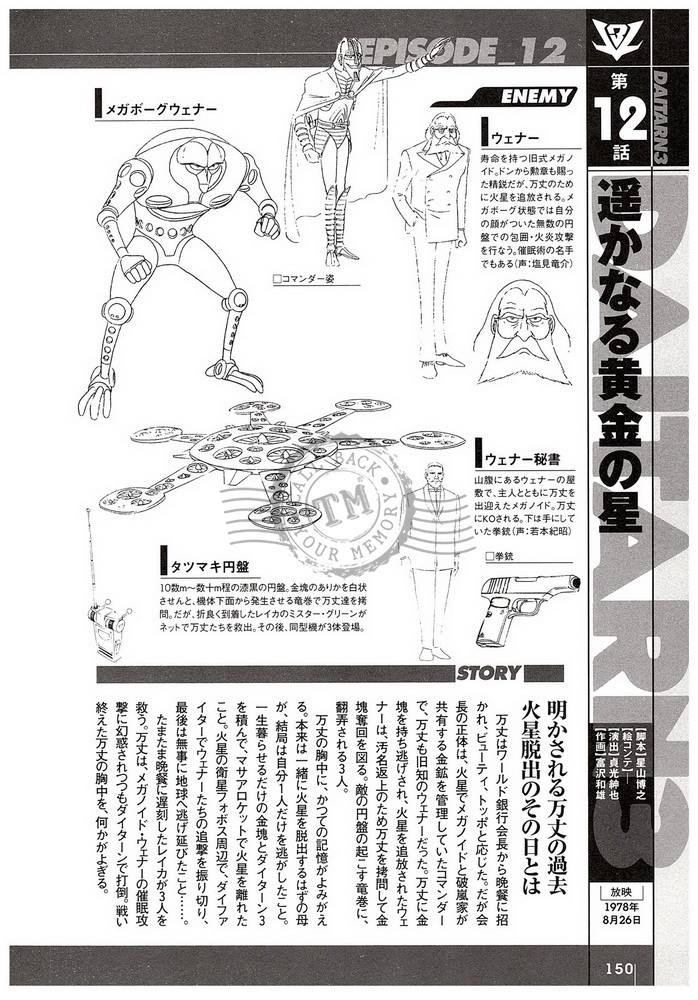 EPISODE_12
DAITARN3
第
12
話
遥かなる黄金の星
DAITARN3
【脚本】星山博之
【絵コンテ】―
【演出】貞光紳也
【作画】富沢和雄
放映
1978年
8月26日
ENEMY
メガボーグウェナー
□コマンダー姿
ウェナー
寿命を持つ旧式メガノ
イド。ドンから勲章も賜っ
た精鋭だが、万丈のため
に火星を追放される。メ
ガボーグ状態では自分
の顔がついた無数の円
盤での包囲・火炎攻撃
を行なう。催眠術の名手
でもある(声:塩見竜介)
ウェナー秘書
山腹にあるウェナーの屋
敷で、主人とともに万丈を
出迎えたメガノイド。万丈
にKOされる。下は手にして
いた拳銃(声:若本紀昭)
□拳銃
タツマキ円盤
10数m〜数十m程の漆黒の円盤。金塊のありかを白状
させんと、機体下面から発生させる竜巻で万丈達を拷
問。だが、折良く到着したレイカのミスター・グリーンが
ネットで万丈たちを救出。その後、同型機が3体登場。
CALL BACK
TM
YOUR MEMORY
STORY
明かされる万丈の過去
火星脱出のその日とは
万丈はワールド銀行会長から晩餐に招
かれ、ビューティ、トッポと応じた。だが会
長の正体は、火星でメガノイドと破嵐家が
共有する金鉱を管理していたコマンダー
で、万丈も旧知のウェナーだった。万丈に金
塊を持ち逃げされ、火星を追放されたウェ
ナーは、汚名返上のため万丈を拷問して金
塊奪回を図る。敵の円盤の起こす竜巻に、
翻弄される3人。
万丈の胸中に、かつての記憶がよみがえ
る。本来は一緒に火星を脱出するはずの母
が、結局は自分1人だけを逃がしたこと。
一生暮らせるだけの金塊とダイターン3
を積んで、マサアロケットで火星を離れた
こと。火星の衛星フォボス周辺で、ダイファ
イターでウェナーたちの追撃を振り切り、
最後は無事に地球へ逃げ延びたこと……。
たまたま晩餐に遅刻したレイカが3人を
救う。万丈は、メガノイド・ウェナーの催眠攻
撃に幻惑されつつもダイターンで打倒。戦い
終えた万丈の胸中を、何かがよぎる。
150